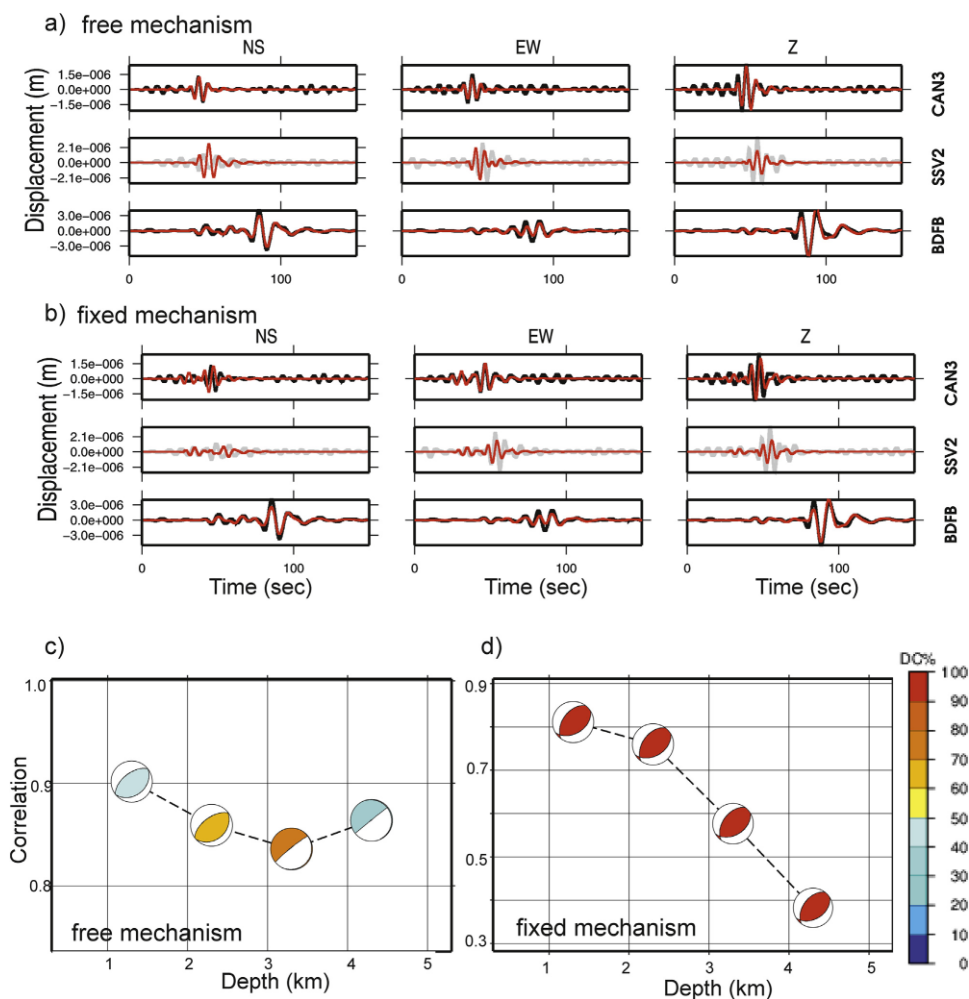 a) free mechanism
NS EW Z
Displacement (m)
1.5e−006
0.0e+000
−1.5e−006
CAN3
2.1e−006
0.0e+000
−2.1e−006
SSV2
3.0e−006
0.0e+000
−3.0e−006
BDFB
0 100 0 100 0 100
b) fixed mechanism
NS EW Z
Displacement (m)
1.5e−006
0.0e+000
−1.5e−006
CAN3
2.1e−006
0.0e+000
−2.1e−006
SSV2
3.0e−006
0.0e+000
−3.0e−006
BDFB
0 100 0 100 0 100
Time (sec) Time (sec) Time (sec)
c)
Correlation
1.0
0.9
0.8
free mechanism
1 2 3 4 5
Depth (km)
d)
0.9
0.7
0.5
0.3
fixed mechanism
1 2 3 4 5
Depth (km)
DC%
100
90
80
70
60
50
40
30
20
10
0